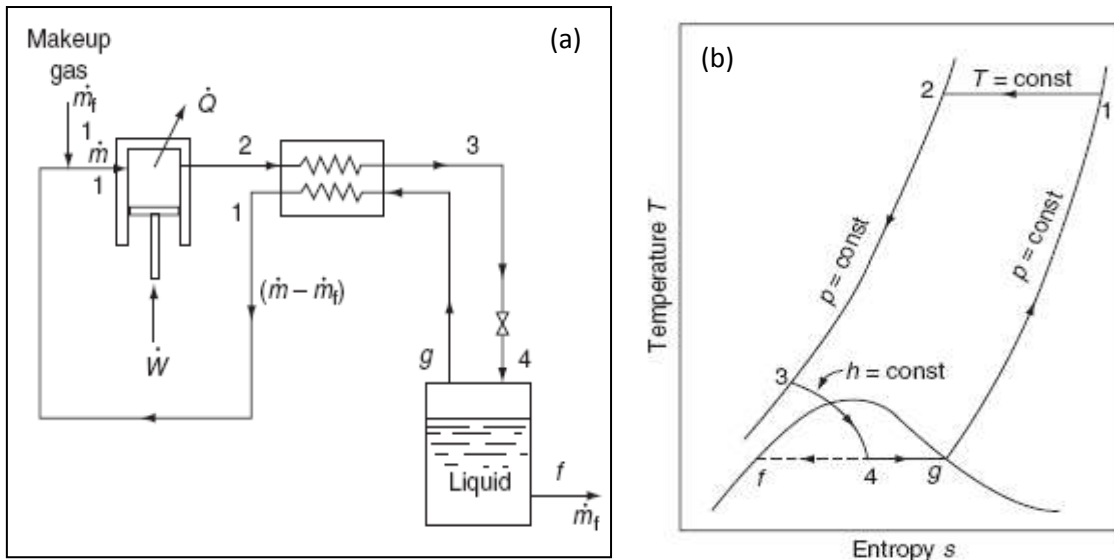 (a)
Makeup
gas
ṁf
1
ṁ
1
Q̇
Ẇ
2
3
1
(ṁ – ṁf)
g
4
Liquid
f
ṁf
(b)
Temperature T
Entropy s
2
T = const
1
p = const
p = const
3
h = const
f
4
g